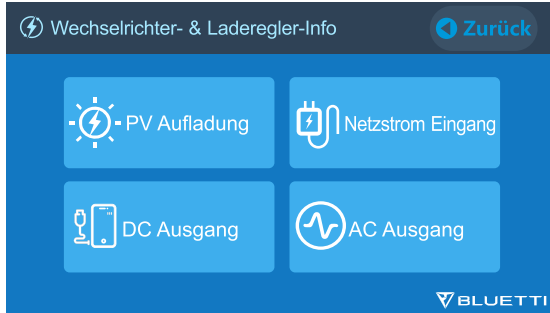 Wechselrichter- & Laderegler-Info
Zurück
PV Aufladung
Netzstrom Eingang
DC Ausgang
AC Ausgang
BLUETTI